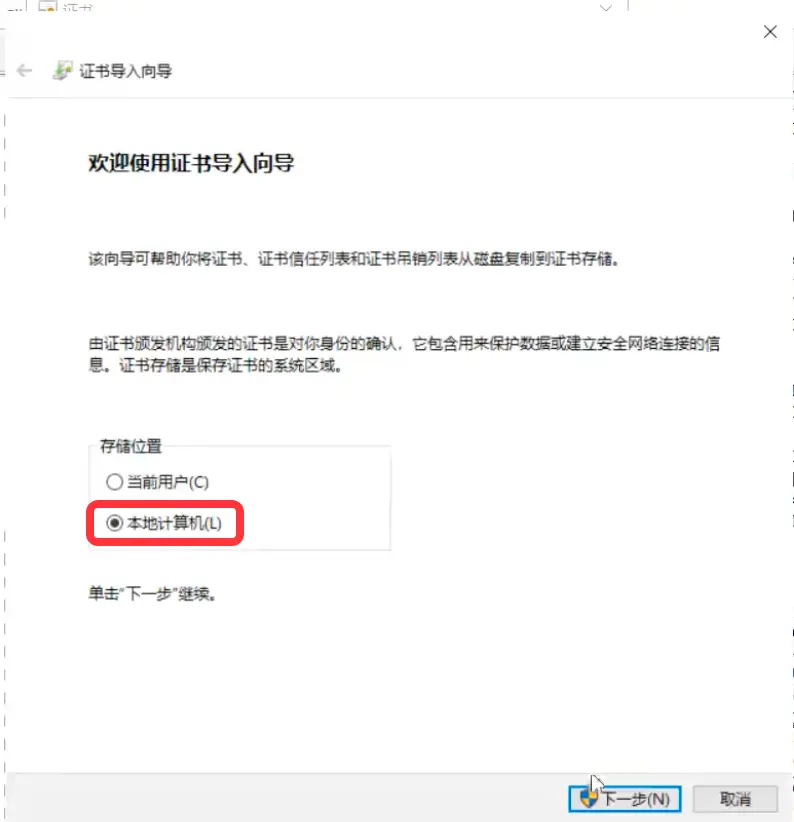 证书
证书导入向导
欢迎使用证书导入向导
该向导可帮助你将证书、证书信任列表和证书吊销列表从磁盘复制到证书存储。
由证书颁发机构颁发的证书是对你身份的确认，它包含用来保护数据或建立安全网络连接的信
息。证书存储是保存证书的系统区域。
存储位置
当前用户(C)
本地计算机(L)
单击“下一步”继续。
下一步(N)
取消